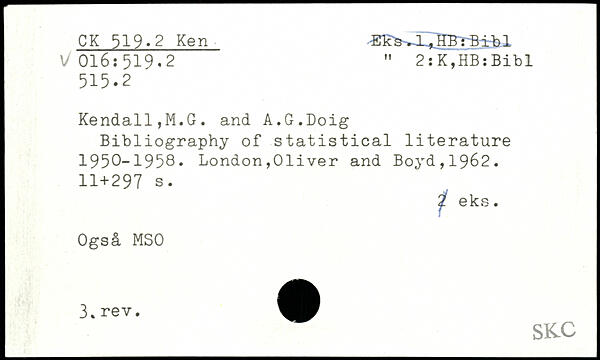 CK 519.2 Ken. Eks.1,HB:Bibl
016:519.2 " 2:K,HB:Bibl
515.2
Kendall,M.G. and A.G.Doig
Bibliography of statistical literature
1950-1958. London,Oliver and Boyd,1962.
11+297 s.
2 eks.
Også MSO
3.rev.
SKC